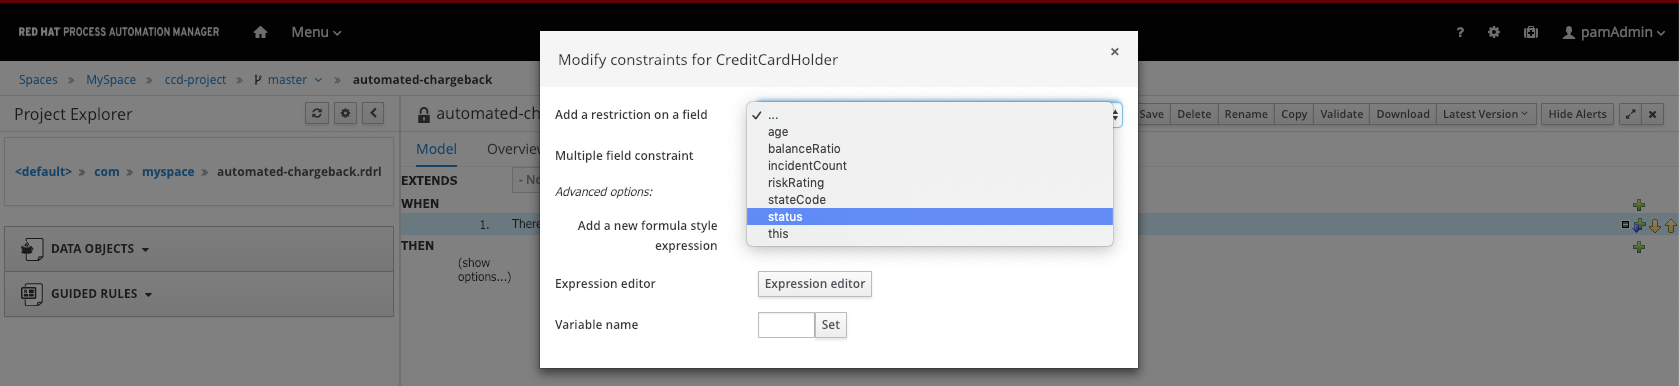 RED HAT PROCESS AUTOMATION MANAGER Menu ? pamAdmin
Spaces » MySpace » ccd-project » master » automated-chargeback
Project Explorer
<default> » com » myspace » automated-chargeback.rdrl
DATA OBJECTS
GUIDED RULES
automated-c
Save Delete Rename Copy Validate Download Latest Version Hide Alerts
Model Overvie
EXTENDS - No
WHEN
1. There
THEN
(show
options...)
Modify constraints for CreditCardHolder ×
Add a restriction on a field
✓ ...
age
balanceRatio
incidentCount
riskRating
stateCode
status
this
Multiple field constraint
Advanced options:
Add a new formula style
expression
Expression editor Expression editor
Variable name Set